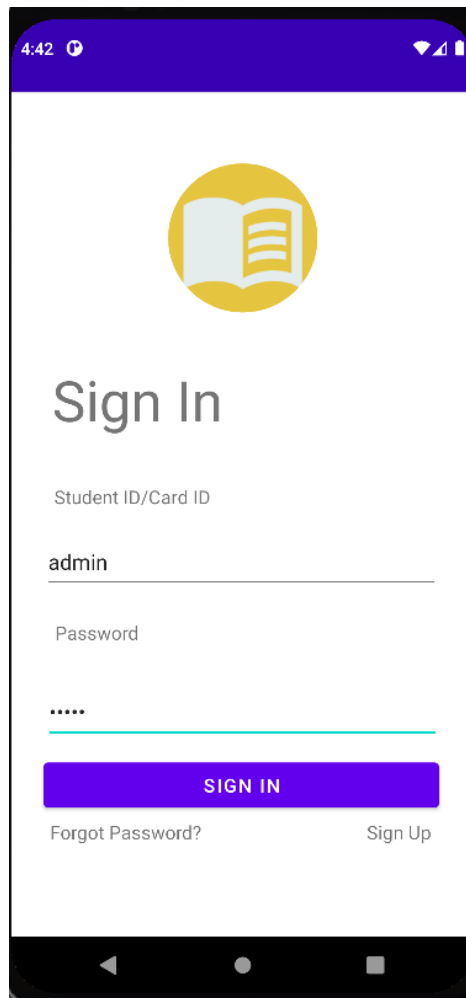 4:42
Sign In
Student ID/Card ID
admin
Password
•••••
SIGN IN
Forgot Password? Sign Up